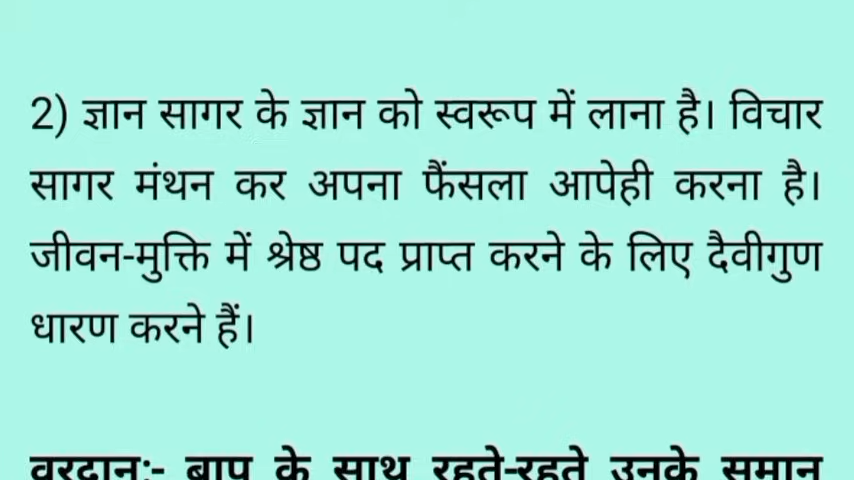 2) ज्ञान सागर के ज्ञान को स्वरूप में लाना है। विचार
सागर मंथन कर अपना फैंसला आपेही करना है।
जीवन-मुक्ति में श्रेष्ठ पद प्राप्त करने के लिए दैवीगुण
धारण करने हैं।
वरदान:- बाप के साथ रहते-रहते उनके समान